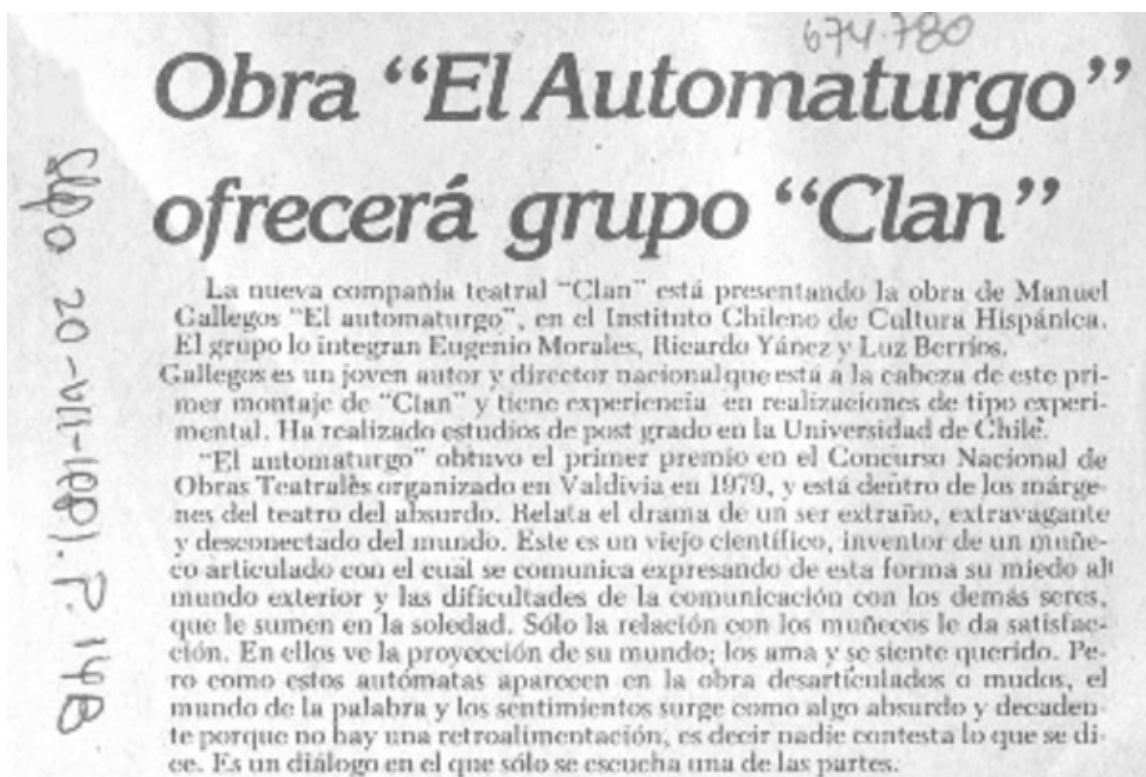 674.780
Obra “El Automaturgo”
ofrecerá grupo “Clan”
La nueva compañía teatral “Clan” está presentando la obra de Manuel
Gallegos “El automaturgo”, en el Instituto Chileno de Cultura Hispánica.
El grupo lo integran Eugenio Morales, Ricardo Yáñez y Luz Berríos.
Gallegos es un joven autor y director nacional que está a la cabeza de este pri-
mer montaje de “Clan” y tiene experiencia en realizaciones de tipo experi-
mental. Ha realizado estudios de post grado en la Universidad de Chile.
“El automaturgo” obtuvo el primer premio en el Concurso Nacional de
Obras Teatrales organizado en Valdivia en 1979, y está dentro de los márge-
nes del teatro del absurdo. Relata el drama de un ser extraño, extravagante
y desconectado del mundo. Este es un viejo científico, inventor de un muñe-
co articulado con el cual se comunica expresando de esta forma su miedo al
mundo exterior y las dificultades de la comunicación con los demás seres,
que le sumen en la soledad. Sólo la relación con los muñecos le da satisfac-
ción. En ellos ve la proyección de su mundo; los ama y se siente querido. Pe-
ro como estos autómatas aparecen en la obra desarticulados o mudos, el
mundo de la palabra y los sentimientos surge como algo absurdo y decaden-
te porque no hay una retroalimentación, es decir nadie contesta lo que se di-
ce. Es un diálogo en el que sólo se escucha una de las partes.
20-VII-1981. P. 14B